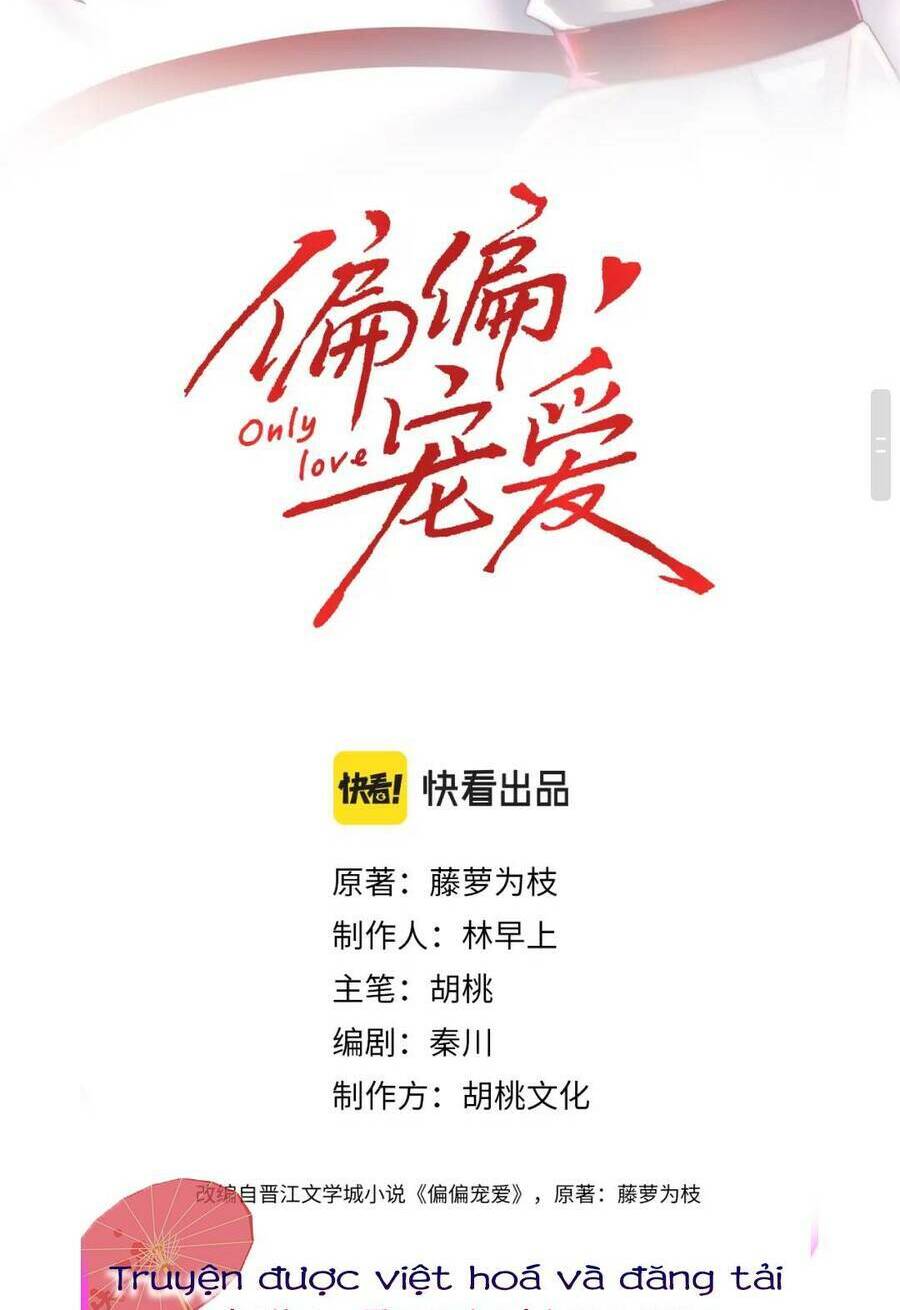 偏偏
Only
love
宠爱
快看!
快看出品
原著：藤萝为枝
制作人：林早上
主笔：胡桃
编剧：秦川
制作方：胡桃文化
改编自晋江文学城小说《偏偏宠爱》，原著：藤萝为枝
Truyện được việt hoá và đăng tải